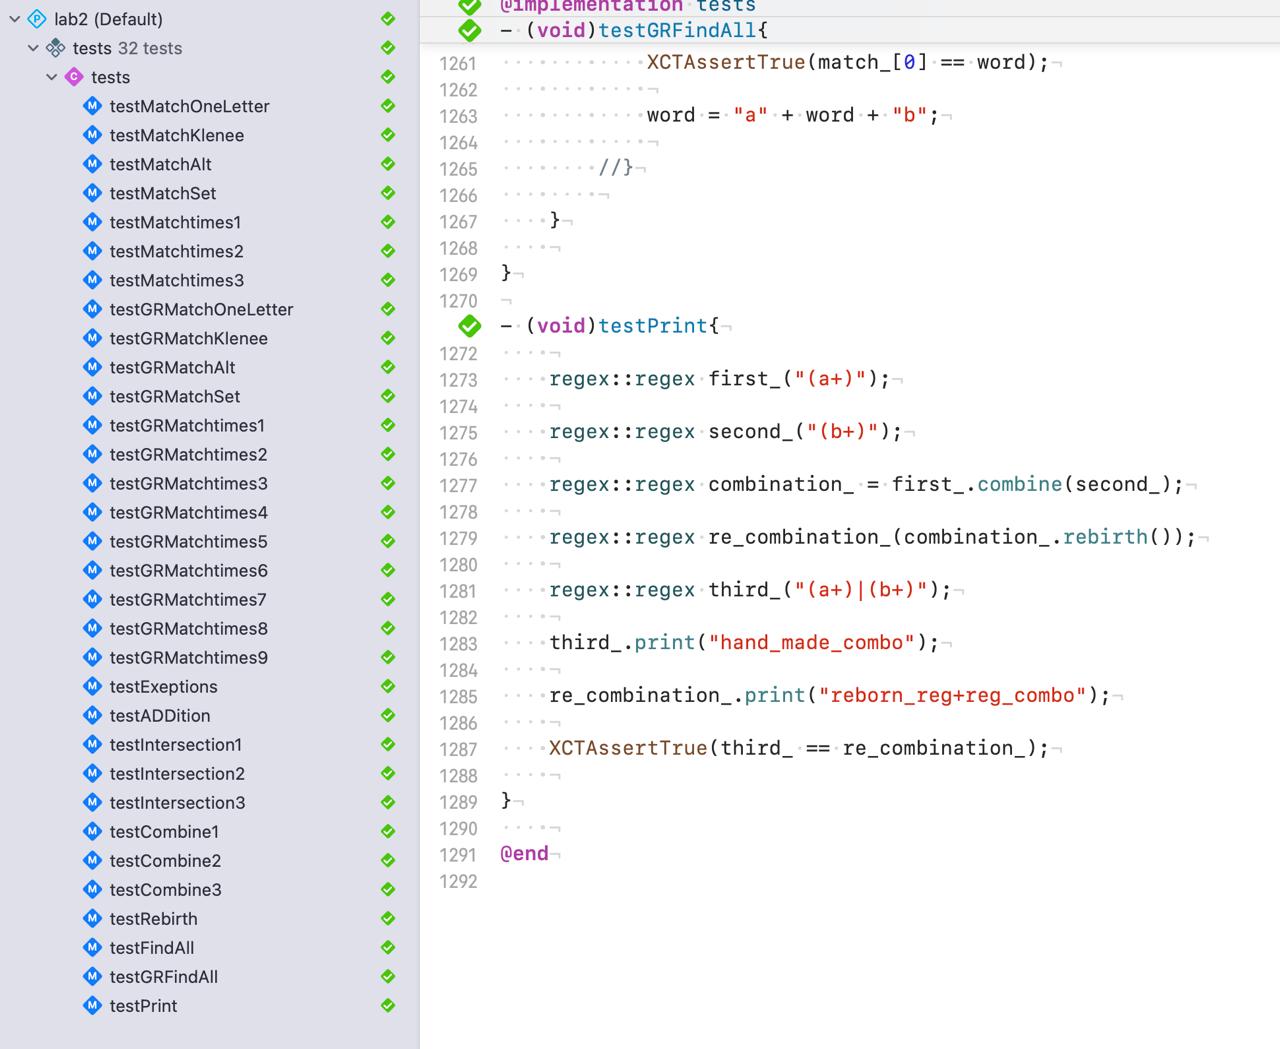 lab2 (Default)
tests 32 tests
C tests
M testMatchOneLetter
M testMatchKlenee
M testMatchAlt
M testMatchSet
M testMatchtimes1
M testMatchtimes2
M testMatchtimes3
M testGRMatchOneLetter
M testGRMatchKlenee
M testGRMatchAlt
M testGRMatchSet
M testGRMatchtimes1
M testGRMatchtimes2
M testGRMatchtimes3
M testGRMatchtimes4
M testGRMatchtimes5
M testGRMatchtimes6
M testGRMatchtimes7
M testGRMatchtimes8
M testGRMatchtimes9
M testExeptions
M testADDition
M testIntersection1
M testIntersection2
M testIntersection3
M testCombine1
M testCombine2
M testCombine3
M testRebirth
M testFindAll
M testGRFindAll
M testPrint
@implementation tests
- (void)testGRFindAll{
1261 XCTAssertTrue(match_[0] == word);
1262
1263 word = "a" + word + "b";
1264
1265 //}
1266
1267 }
1268
1269 }
1270
- (void)testPrint{
1272
1273 regex::regex first_("(a+)");
1274
1275 regex::regex second_("(b+)");
1276
1277 regex::regex combination_ = first_.combine(second_);
1278
1279 regex::regex re_combination_(combination_.rebirth());
1280
1281 regex::regex third_("(a+)|(b+)");
1282
1283 third_.print("hand_made_combo");
1284
1285 re_combination_.print("reborn_reg+reg_combo");
1286
1287 XCTAssertTrue(third_ == re_combination_);
1288
1289 }
1290
1291 @end
1292